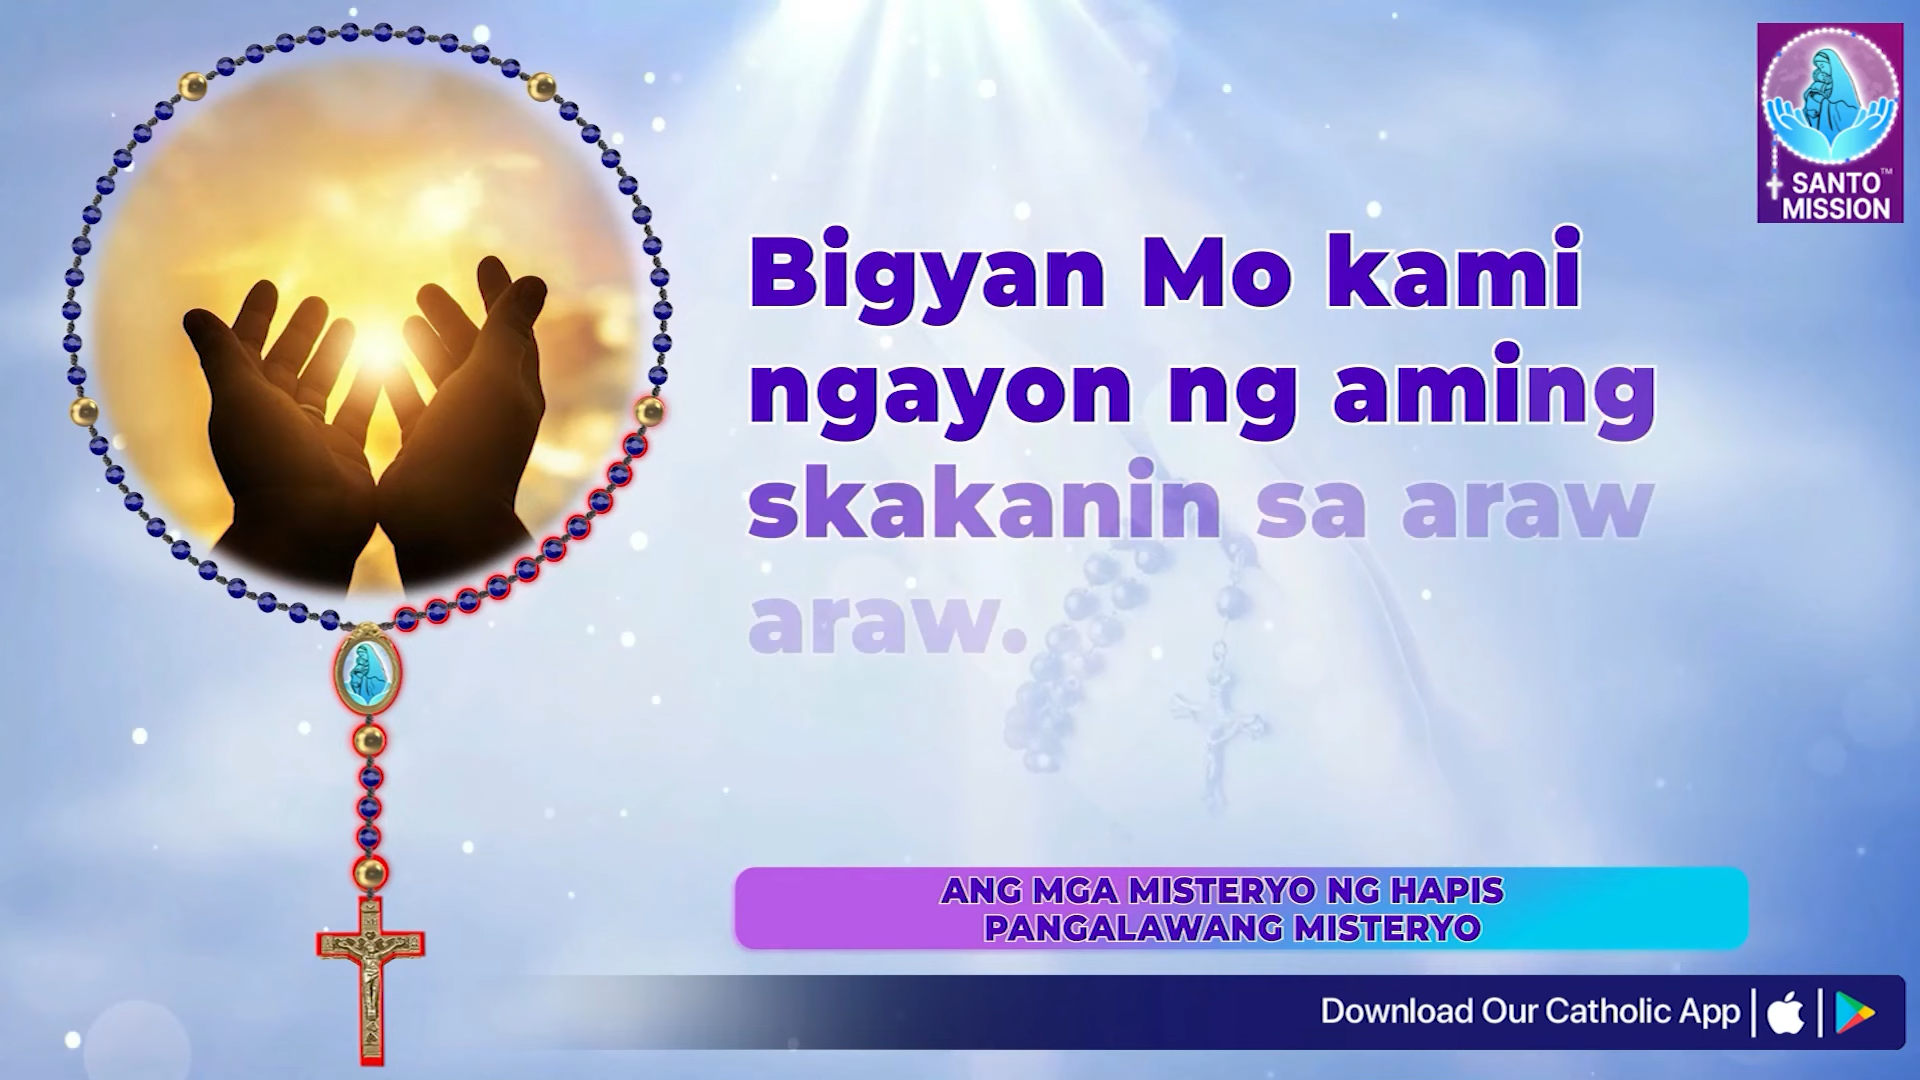 Bigyan Mo kami
ngayon ng aming
skakanin sa araw
araw.
SANTO™
MISSION
ANG MGA MISTERYO NG HAPIS
PANGALAWANG MISTERYO
Download Our Catholic App